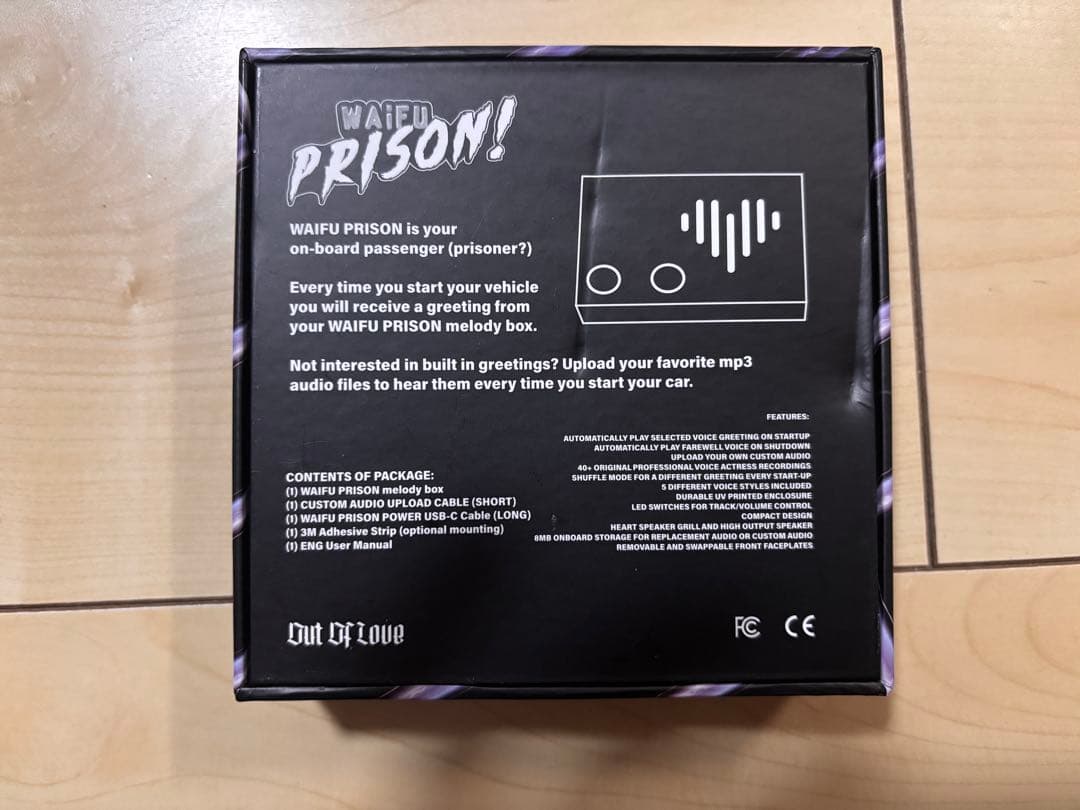 WAiFU
PRISON!
WAIFU PRISON is your
on-board passenger (prisoner?)
Every time you start your vehicle
you will receive a greeting from
your WAIFU PRISON melody box.
Not interested in built in greetings? Upload your favorite mp3
audio files to hear them every time you start your car.
FEATURES:
AUTOMATICALLY PLAY SELECTED VOICE GREETING ON STARTUP
AUTOMATICALLY PLAY FAREWELL VOICE ON SHUTDOWN
UPLOAD YOUR OWN CUSTOM AUDIO
40+ ORIGINAL PROFESSIONAL VOICE ACTRESS RECORDINGS
SHUFFLE MODE FOR A DIFFERENT GREETING EVERY START-UP
5 DIFFERENT VOICE STYLES INCLUDED
DURABLE UV PRINTED ENCLOSURE
LED SWITCHES FOR TRACK/VOLUME CONTROL
COMPACT DESIGN
HEART SPEAKER GRILL AND HIGH OUTPUT SPEAKER
8MB ONBOARD STORAGE FOR REPLACEMENT AUDIO OR CUSTOM AUDIO
REMOVABLE AND SWAPPABLE FRONT FACEPLATES
CONTENTS OF PACKAGE:
(1) WAIFU PRISON melody box
(1) CUSTOM AUDIO UPLOAD CABLE (SHORT)
(1) WAIFU PRISON POWER USB-C Cable (LONG)
(1) 3M Adhesive Strip (optional mounting)
(1) ENG User Manual
Out Of Love
FC CE